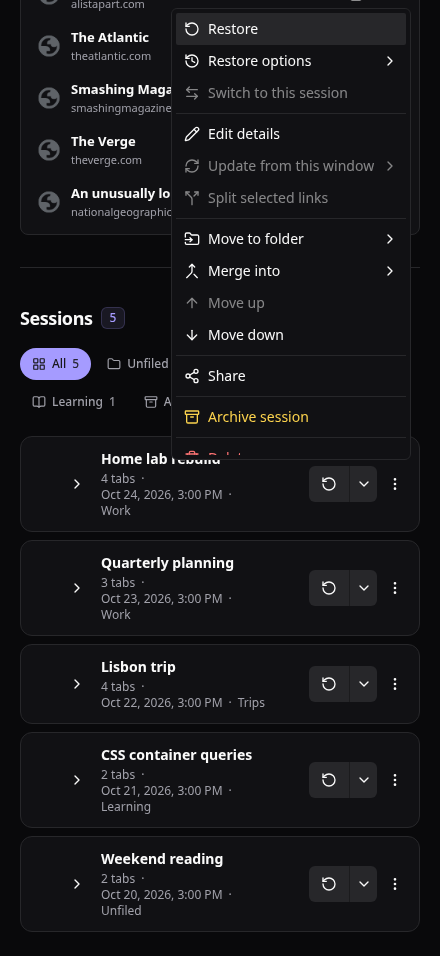 alistapart.com
The Atlantic
theatlantic.com
Smashing Maga
smashingmagazine
The Verge
theverge.com
An unusually lo
nationalgeographic
Restore
Restore options
Switch to this session
Edit details
Update from this window
Split selected links
Move to folder
Merge into
Move up
Move down
Share
Archive session
Sessions 5
All 5 Unfiled
Learning 1 A
Home lab rebuild
4 tabs ·
Oct 24, 2026, 3:00 PM ·
Work
Quarterly planning
3 tabs ·
Oct 23, 2026, 3:00 PM ·
Work
Lisbon trip
4 tabs ·
Oct 22, 2026, 3:00 PM · Trips
CSS container queries
2 tabs ·
Oct 21, 2026, 3:00 PM ·
Learning
Weekend reading
2 tabs ·
Oct 20, 2026, 3:00 PM ·
Unfiled